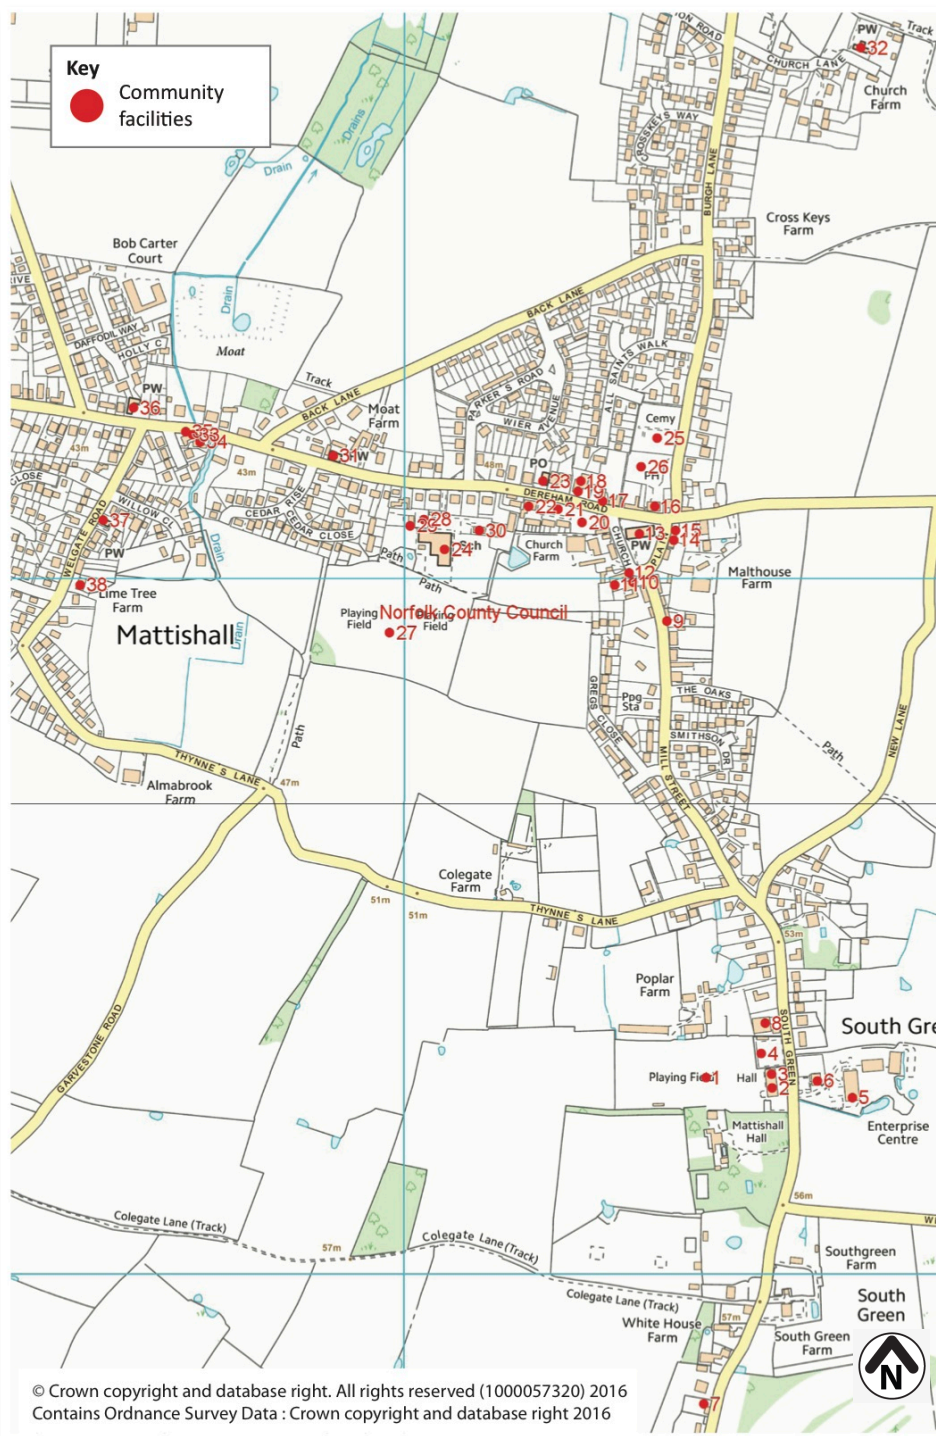 Key
Community
facilities
ON ROAD
CHURCH LANE
PW
32
Track
Church
Farm
CROSSKEYS WAY
BURGH LANE
Drains
Drain
Cross Keys
Farm
Bob Carter
Court
RIVE
DAFFODIL WAY
HOLLY C
Drain
Moat
BACK LANE
ALL SAINTS WALK
PARKER S ROAD
WIER AVENUE
Track
BACK LANE
Moat
Farm
PW
36
35
33
34
43m
43m
31
W
Cemy
25
26
PH
48m
PO
23
18
19
17
DEREHAM ROAD
22
21
20
16
CLOSE
WILLOW CL
CEDAR RISE
CEDAR CLOSE
37
PW
WELGATE ROAD
38
Lime Tree
Farm
Drain
28
29
30
24
Sch
Path
Path
Church
Farm
CHURCH
PLAIN
13
PW
15
14
12
11
10
Malthouse
Farm
Mattishall
Drain
Playing
Field
Playing
Field
Norfolk County Council
27
9
GREGS CLOSE
Ppg
Sta
THE OAKS
SMITHSON DR
MILL STREET
Path
NEW LANE
Path
THYNNE S LANE
47m
Almabrook
Farm
Colegate
Farm
51m
51m
THYNNE S LANE
53m
GARVESTONE ROAD
Poplar
Farm
8
SOUTH GREEN
South Gre
4
Playing Field
1
Hall
3
2
6
5
Enterprise
Centre
Mattishall
Hall
56m
WI
Colegate Lane (Track)
57m
Colegate Lane (Track)
Colegate Lane (Track)
Southgreen
Farm
South
Green
White House
Farm
57m
South Green
Farm
7
N
© Crown copyright and database right. All rights reserved (1000057320) 2016
Contains Ordnance Survey Data : Crown copyright and database right 2016